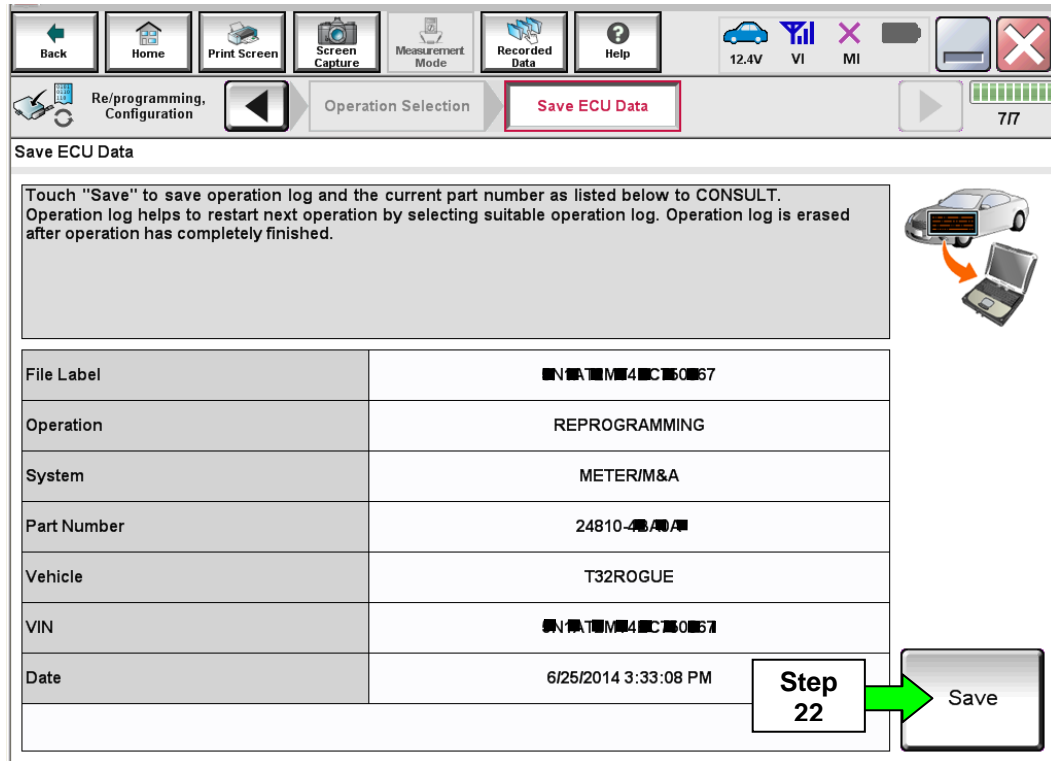 Back
Home
Print Screen
Screen Capture
Measurement Mode
Recorded Data
Help
12.4V
VI
MI
Re/programming, Configuration
Operation Selection
Save ECU Data
7/7
Save ECU Data
Touch "Save" to save operation log and the current part number as listed below to CONSULT.
Operation log helps to restart next operation by selecting suitable operation log. Operation log is erased
after operation has completely finished.
File Label
Operation REPROGRAMMING
System METER/M&A
Part Number 24810-
Vehicle T32ROGUE
VIN
Date 6/25/2014 3:33:08 PM
Step
22
Save